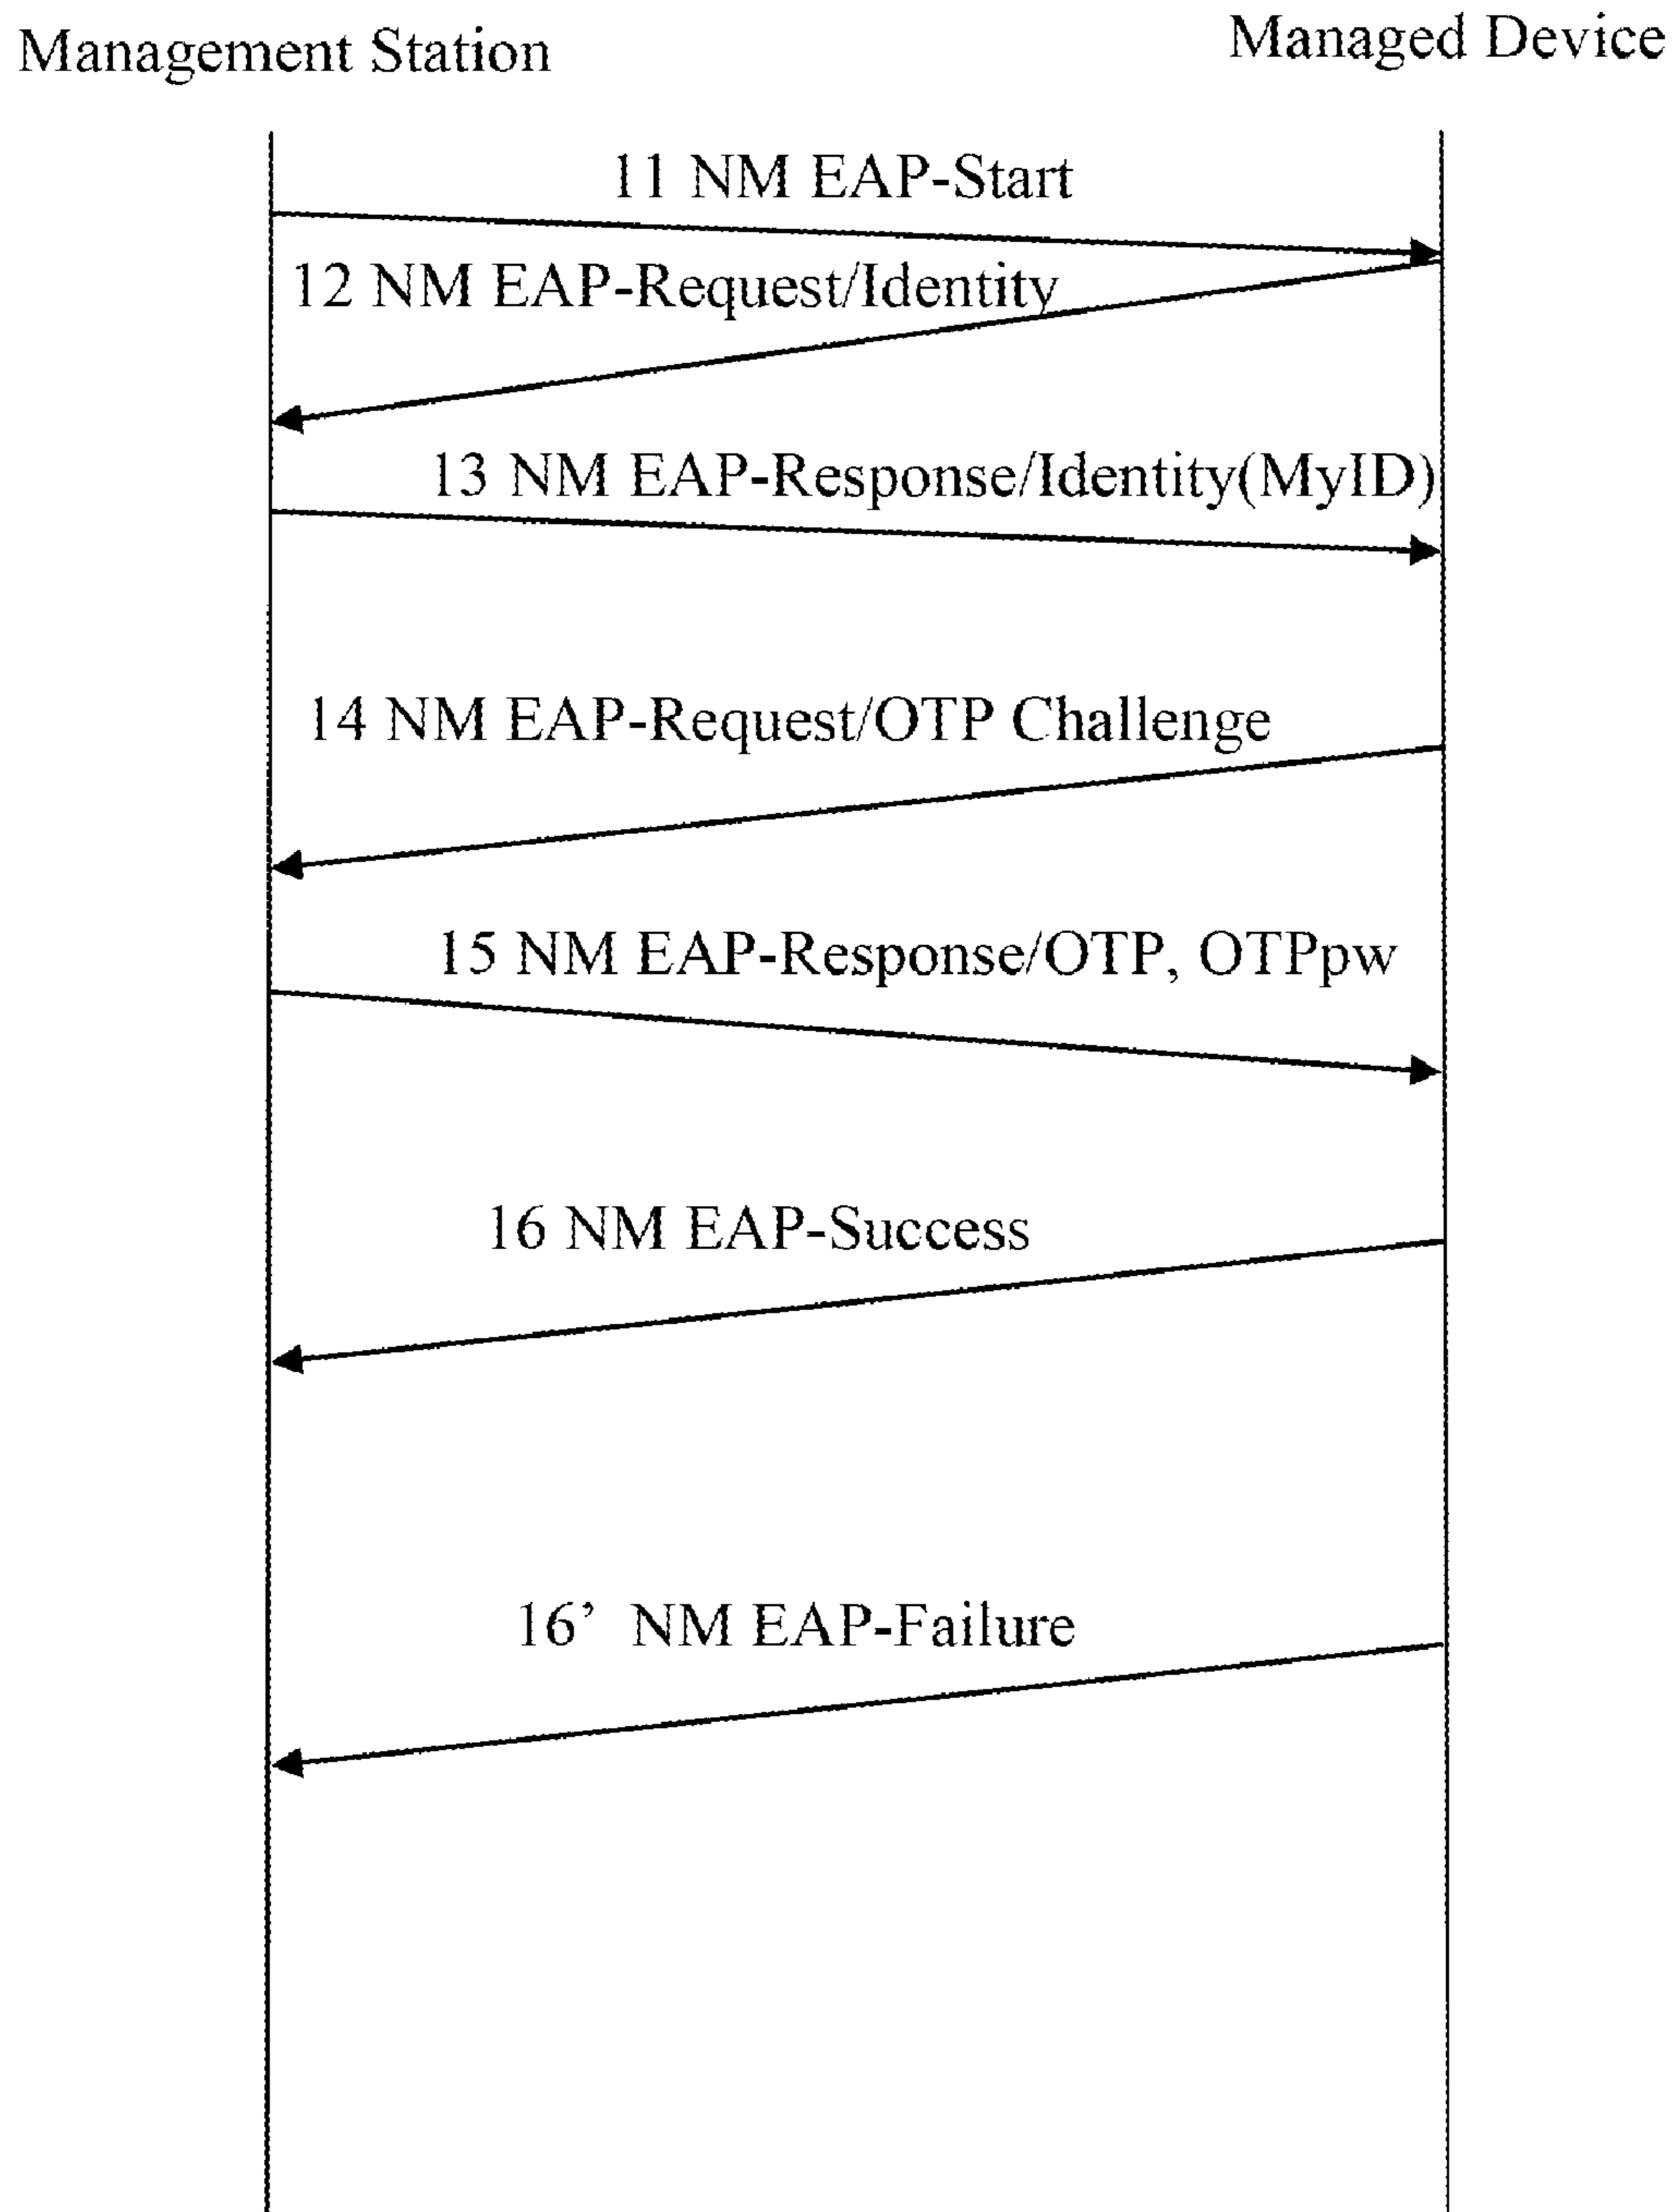 Management Station
Managed Device
11 NM EAP-Start
12 NM EAP-Request/Identity
13 NM EAP-Response/Identity(MyID)
14 NM EAP-Request/OTP Challenge
15 NM EAP-Response/OTP, OTPpw
16 NM EAP-Success
16’ NM EAP-Failure